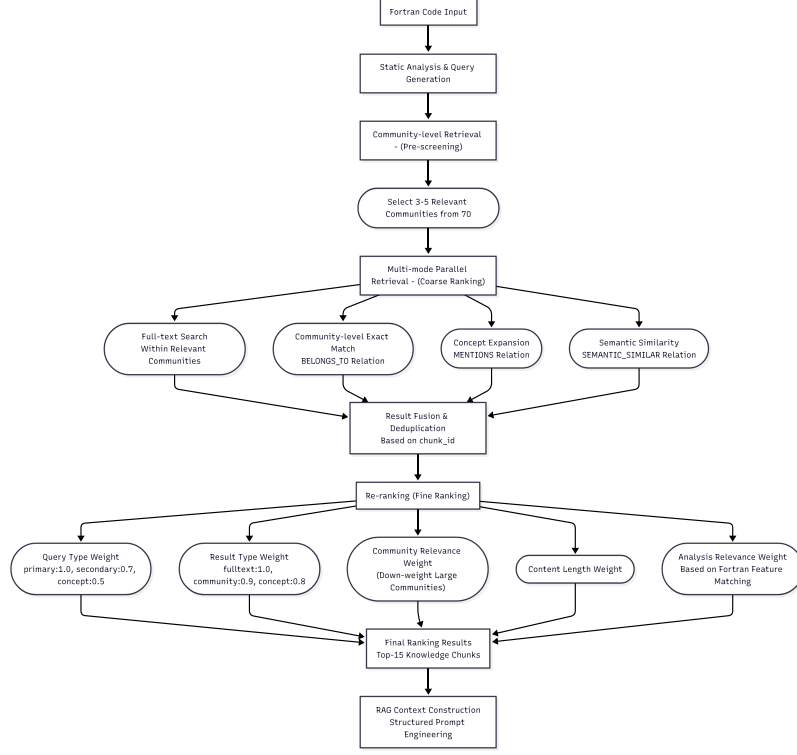 Fortran Code Input
Static Analysis & Query
Generation
Community-level Retrieval
- (Pre-screening)
Select 3-5 Relevant
Communities from 70
Multi-mode Parallel
Retrieval - (Coarse Ranking)
Full-text Search
Within Relevant
Communities
Community-level Exact
Match
BELONGS_TO Relation
Concept Expansion
MENTIONS Relation
Semantic Similarity
SEMANTIC_SIMILAR Relation
Result Fusion &
Deduplication
Based on chunk_id
Re-ranking (Fine Ranking)
Query Type Weight
primary:1.0, secondary:0.7,
concept:0.5
Result Type Weight
fulltext:1.0,
community:0.9, concept:0.8
Community Relevance
Weight
(Down-weight Large
Communities)
Content Length Weight
Analysis Relevance Weight
Based on Fortran Feature
Matching
Final Ranking Results
Top-15 Knowledge Chunks
RAG Context Construction
Structured Prompt
Engineering